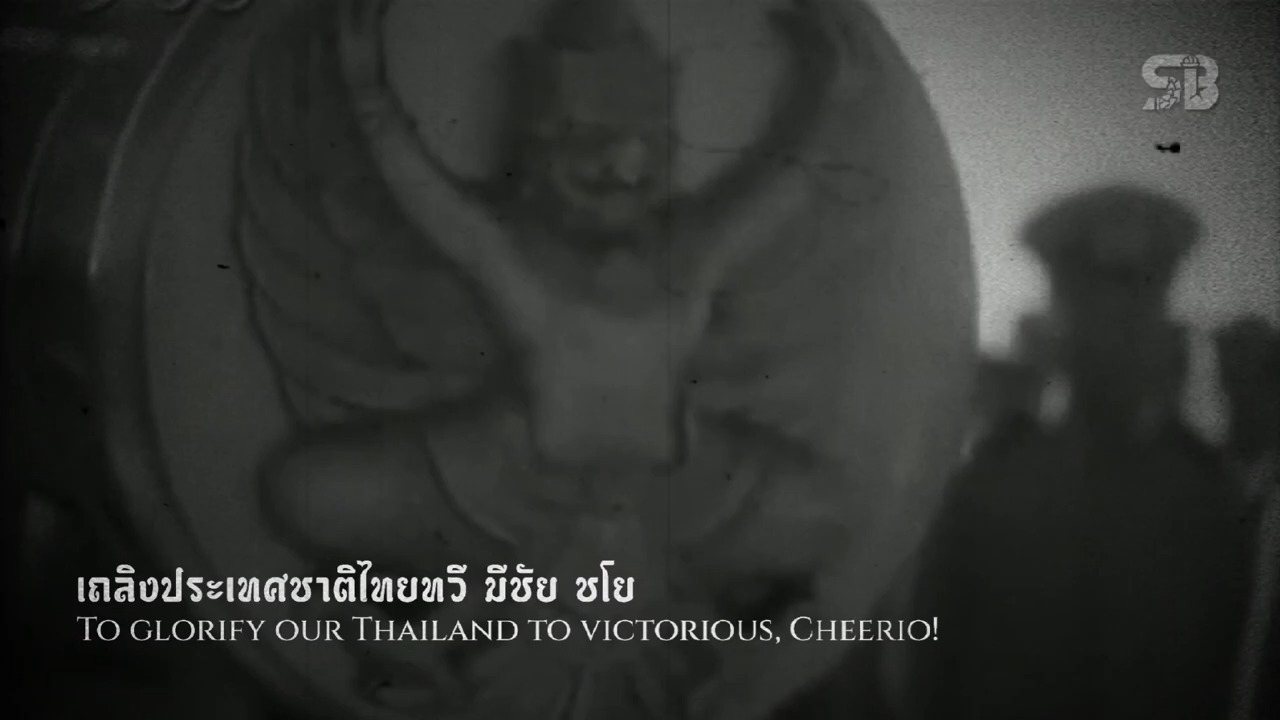 SB
เถลิงประเทศชาติไทยทวี มีชัย ชโย
To glorify our Thailand to victorious, Cheerio!